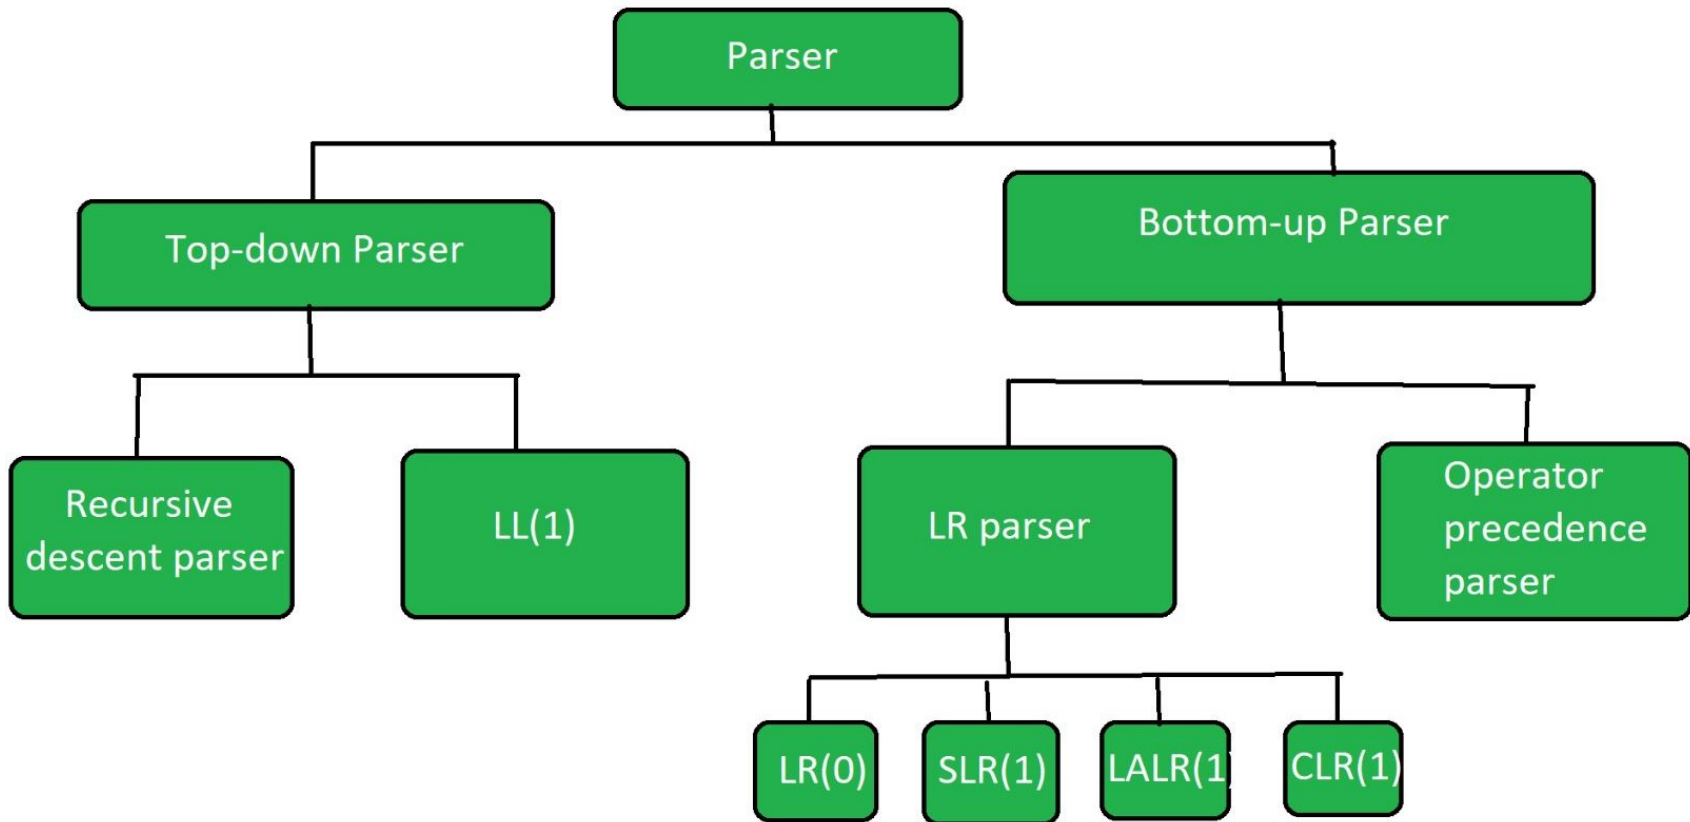 Parser
Top-down Parser
Bottom-up Parser
Recursive
descent parser
LL(1)
LR parser
Operator
precedence
parser
LR(0)
SLR(1)
LALR(1)
CLR(1)